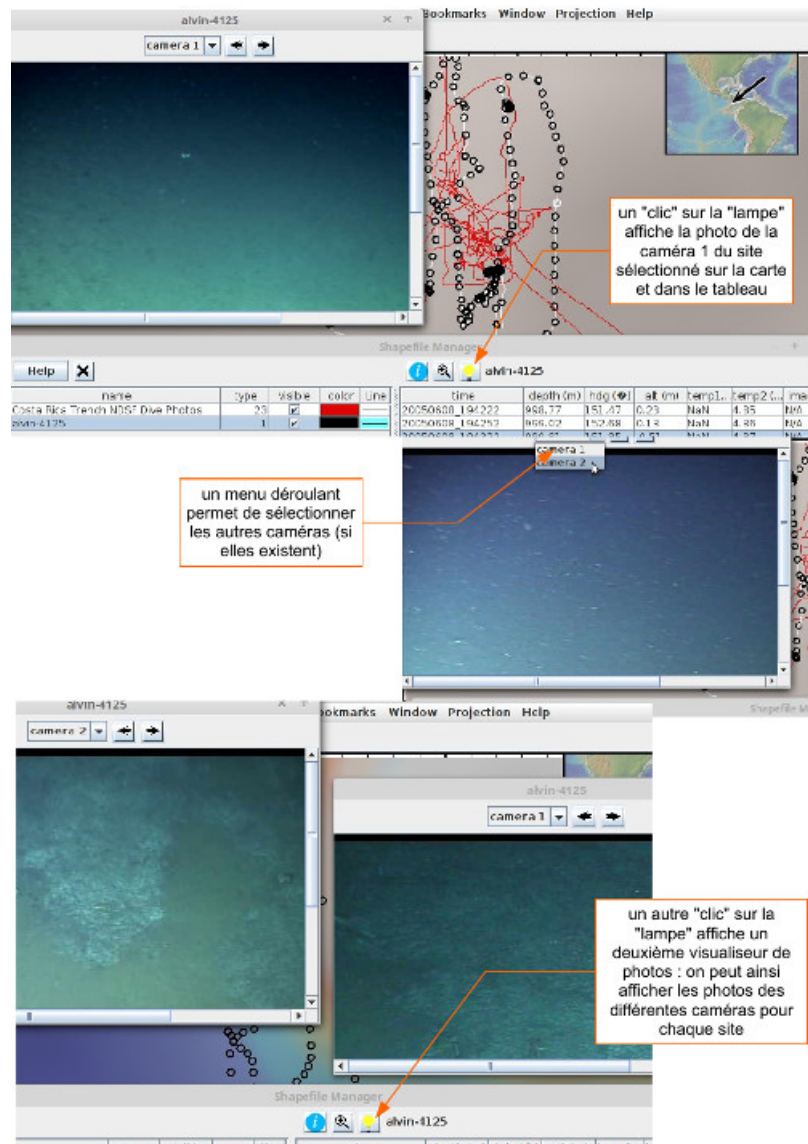 alvin-4125
Bookmarks Window Projection Help
camera 1
un "clic" sur la "lampe"
affiche la photo de la
caméra 1 du site
sélectionné sur la carte
et dans le tableau
Shapefile Manager
Help
alvin-4125
name type visible color Line
time depth (m) alt (m) temp1.. temp2 (...
Costa Rica Trench NDSF Dive Photos 23
20050608_194222 998.77 151.47 0.23 NaN 4.35 N/A
alvin-4125 1
20050608_194252 999.02 152.68 0.13 NaN 4.36 N/A
camera 1
camera 2
un menu déroulant
permet de sélectionner
les autres caméras (si
elles existent)
alvin-4125
Shapefile M
camera 2
ookmarks Window Projection Help
alvin-4125
camera 1
un autre "clic" sur la
"lampe" affiche un
deuxième visualiseur de
photos : on peut ainsi
afficher les photos des
différentes caméras pour
chaque site
Shapefile Manager
alvin-4125